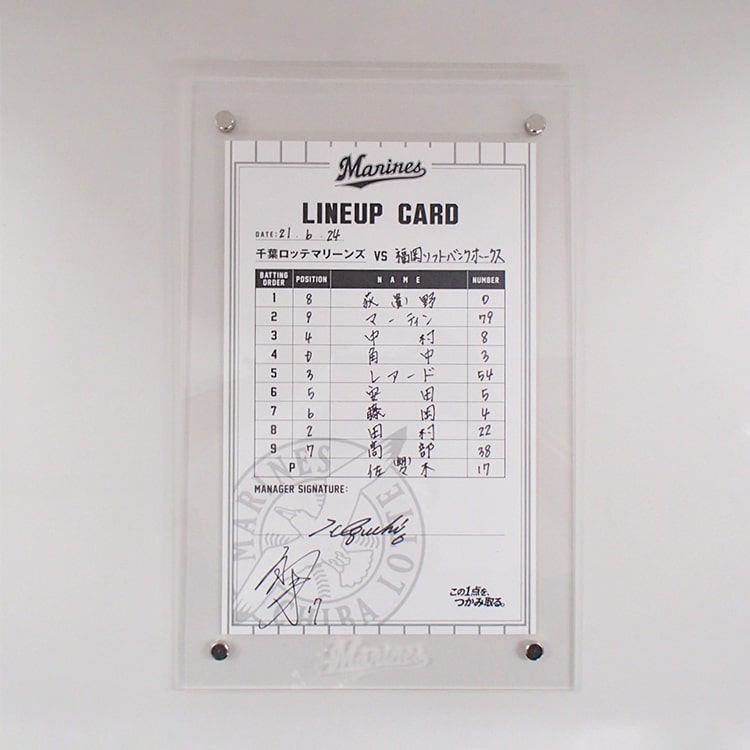 Marines
LINEUP CARD
DATE: 21.6.24
千葉ロッテマリーンズ VS 福岡ソフトバンクホークス
BATTING ORDER POSITION NAME NUMBER
1 8 荻(貴)野 0
2 9 マーティン 79
3 4 中村 8
4 D 角中 3
5 3 レアード 54
6 5 安田 5
7 6 藤岡 4
8 2 田村 22
9 7 高部 38
P 佐々木(朗) 17
MANAGER SIGNATURE:
17
MARINES
CHIBA LOTTE
この1点を、
つかみ取る。
Marines